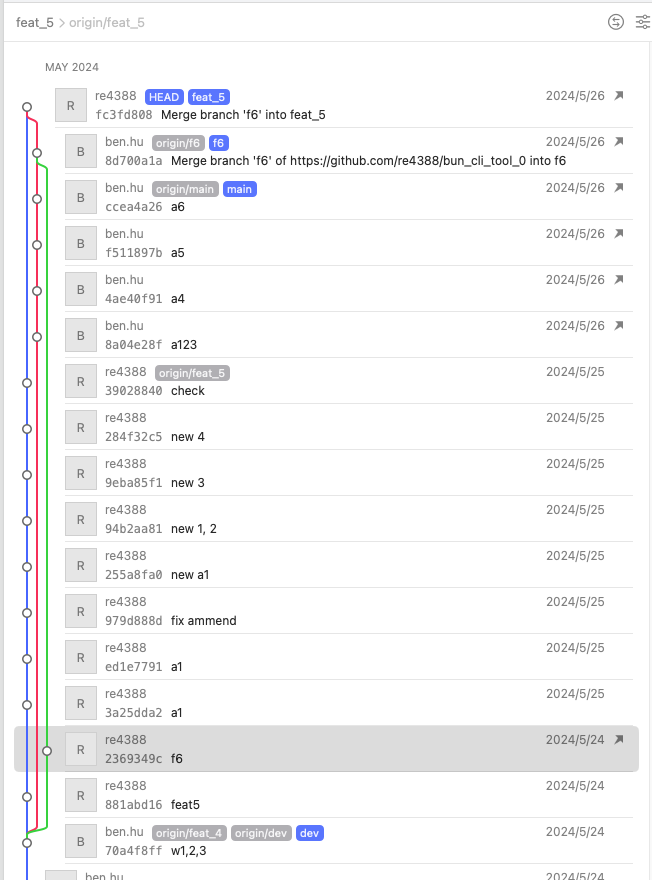 feat_5 > origin/feat_5
MAY 2024
R re4388 HEAD feat_5 2024/5/26
fc3fd808 Merge branch 'f6' into feat_5
B ben.hu origin/f6 f6 2024/5/26
8d700a1a Merge branch 'f6' of https://github.com/re4388/bun_cli_tool_0 into f6
B ben.hu origin/main main 2024/5/26
ccea4a26 a6
B ben.hu 2024/5/26
f511897b a5
B ben.hu 2024/5/26
4ae40f91 a4
B ben.hu 2024/5/26
8a04e28f a123
R re4388 origin/feat_5 2024/5/25
39028840 check
R re4388 2024/5/25
284f32c5 new 4
R re4388 2024/5/25
9eba85f1 new 3
R re4388 2024/5/25
94b2aa81 new 1, 2
R re4388 2024/5/25
255a8fa0 new a1
R re4388 2024/5/25
979d888d fix ammend
R re4388 2024/5/25
ed1e7791 a1
R re4388 2024/5/25
3a25dda2 a1
R re4388 2024/5/24
2369349c f6
R re4388 2024/5/24
881abd16 feat5
B ben.hu origin/feat_4 origin/dev dev 2024/5/24
70a4f8ff w1,2,3
ben.hu 2024/5/24